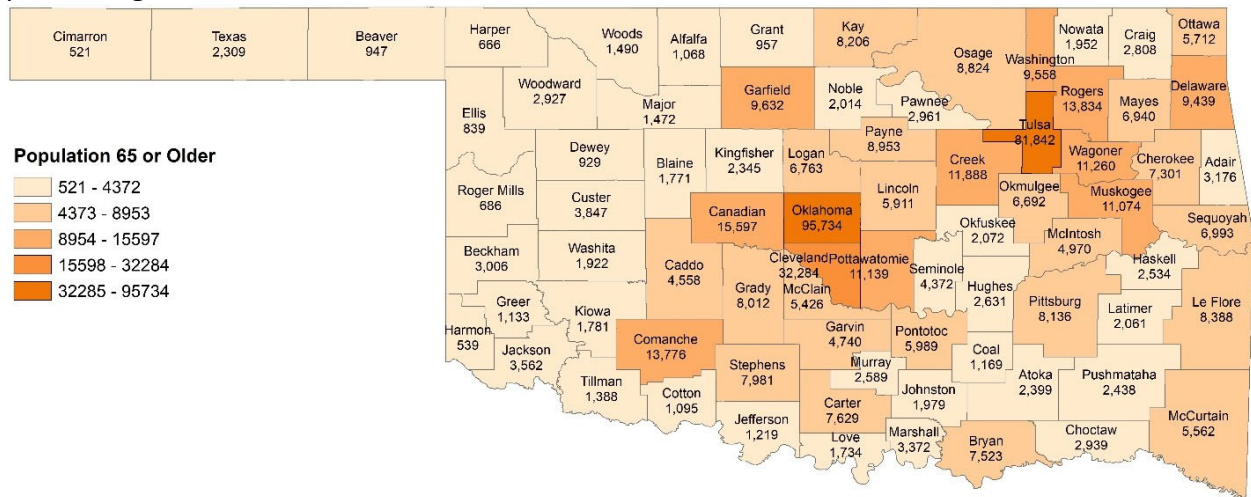 Cimarron
521
Texas
2,309
Beaver
947
Harper
666
Woods
1,490
Alfalfa
1,068
Grant
957
Kay
8,206
Osage
8,824
Washington
9,558
Nowata
1,952
Craig
2,808
Ottawa
5,712
Ellis
839
Woodward
2,927
Major
1,472
Garfield
9,632
Noble
2,014
Pawnee
2,961
Tulsa
81,842
Rogers
13,834
Mayes
6,940
Delaware
9,439
Population 65 or Older
521 - 4372
4373 - 8953
8954 - 15597
15598 - 32284
32285 - 95734
Roger Mills
686
Dewey
929
Custer
3,847
Blaine
1,771
Kingfisher
2,345
Logan
6,763
Payne
8,953
Lincoln
5,911
Creek
11,888
Okmulgee
6,692
Wagoner
11,260
Muskogee
11,074
Cherokee
7,301
Adair
3,176
Beckham
3,006
Washita
1,922
Caddo
4,558
Canadian
15,597
Oklahoma
95,734
Cleveland
32,284
Pottawatomie
11,139
Okfuskee
2,072
Seminole
4,372
McIntosh
4,970
Haskell
2,534
Sequoyah
6,993
Harmon
539
Greer
1,133
Kiowa
1,781
Grady
8,012
McClain
5,426
Hughes
2,631
Pittsburg
8,136
Latimer
2,061
Le Flore
8,388
Jackson
3,562
Comanche
13,776
Garvin
4,740
Pontotoc
5,989
Coal
1,169
Tillman
1,388
Cotton
1,095
Stephens
7,981
Murray
2,589
Carter
7,629
Johnston
1,979
Atoka
2,399
Pushmataha
2,438
McCurtain
5,562
Jefferson
1,219
Love
1,734
Marshall
3,372
Bryan
7,523
Choctaw
2,939